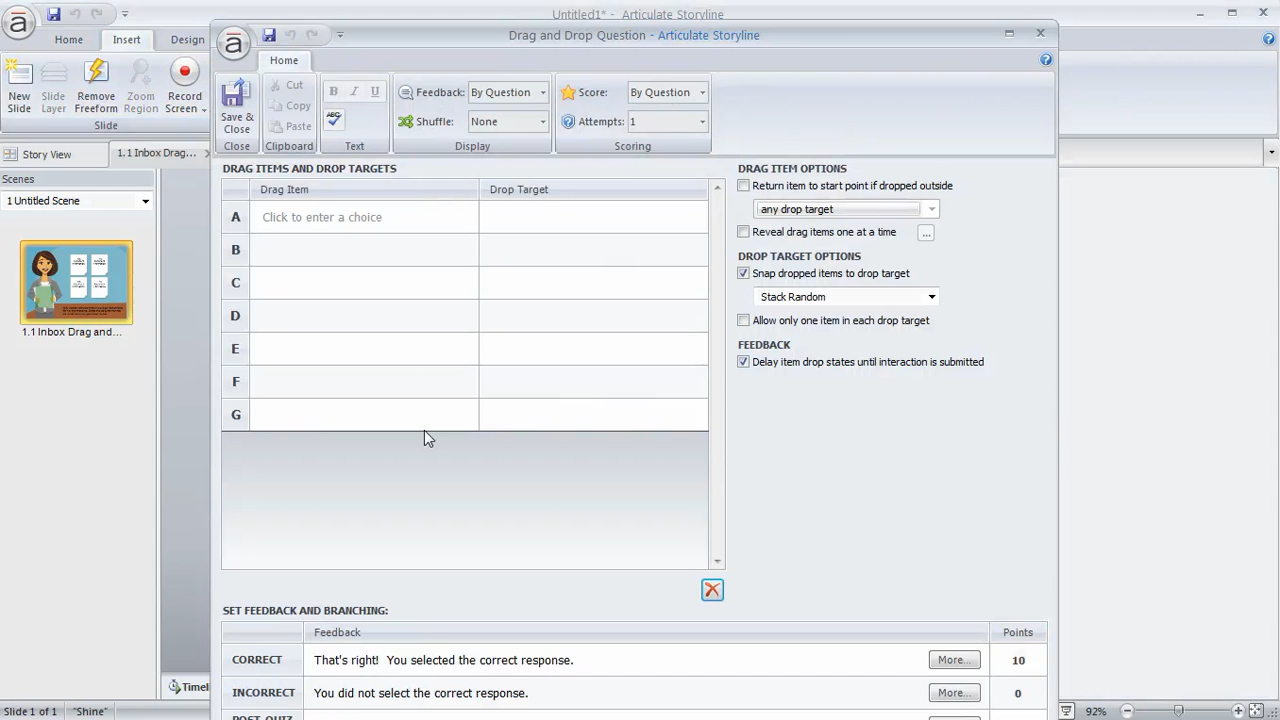 Untitled1* - Articulate Storyline
Drag and Drop Question - Articulate Storyline
Home
Insert
Design
Home
New Slide
Slide Layer
Remove Freeform
Zoom Region
Record Screen
Slide
Save & Close
Close
Cut
Copy
Paste
Clipboard
B I U
ABC
Text
Feedback: By Question
Shuffle: None
Display
Score: By Question
Attempts: 1
Scoring
Story View
1.1 Inbox Drag...
Scenes
1 Untitled Scene
1.1 Inbox Drag and...
DRAG ITEMS AND DROP TARGETS
Drag Item
Drop Target
A Click to enter a choice
B
C
D
E
F
G
DRAG ITEM OPTIONS
Return item to start point if dropped outside
any drop target
Reveal drag items one at a time
...
DROP TARGET OPTIONS
Snap dropped items to drop target
Stack Random
Allow only one item in each drop target
FEEDBACK
Delay item drop states until interaction is submitted
SET FEEDBACK AND BRANCHING:
Feedback
Points
CORRECT That's right! You selected the correct response. More... 10
INCORRECT You did not select the correct response. More... 0
POST-QUIZ
Timeli
Slide 1 of 1 "Shine" 92%